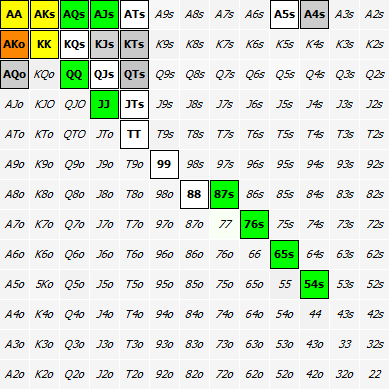 AA AKs AQs AJs ATs A9s A8s A7s A6s A5s A4s A3s A2s
AKo KK KQs KJs KTs K9s K8s K7s K6s K5s K4s K3s K2s
AQo KQo QQ QJs QTs Q9s Q8s Q7s Q6s Q5s Q4s Q3s Q2s
AJo KJO QJO JJ JTs J9s J8s J7s J6s J5s J4s J3s J2s
ATo KTo QTO JTo TT T9s T8s T7s T6s T5s T4s T3s T2s
A9o K9o Q9o J9o T9o 99 98s 97s 96s 95s 94s 93s 92s
A8o K8o Q8o J8o T8o 98o 88 87s 86s 85s 84s 83s 82s
A7o K7o Q7o J7o T7o 97o 87o 77 76s 75s 74s 73s 72s
A6o K6o Q6o J6o T6o 96o 86o 76o 66 65s 64s 63s 62s
A5o 5Ko Q5o J5o T5o 95o 85o 75o 65o 55 54s 53s 52s
A4o K4o Q4o J4o T4o 94o 84o 74o 64o 54o 44 43s 42s
A3o K3o Q3o J3o T3o 93o 83o 73o 63o 53o 43o 33 32s
A2o K2o Q2o J2o T2o 92o 82o 72o 62o 52o 42o 32o 22